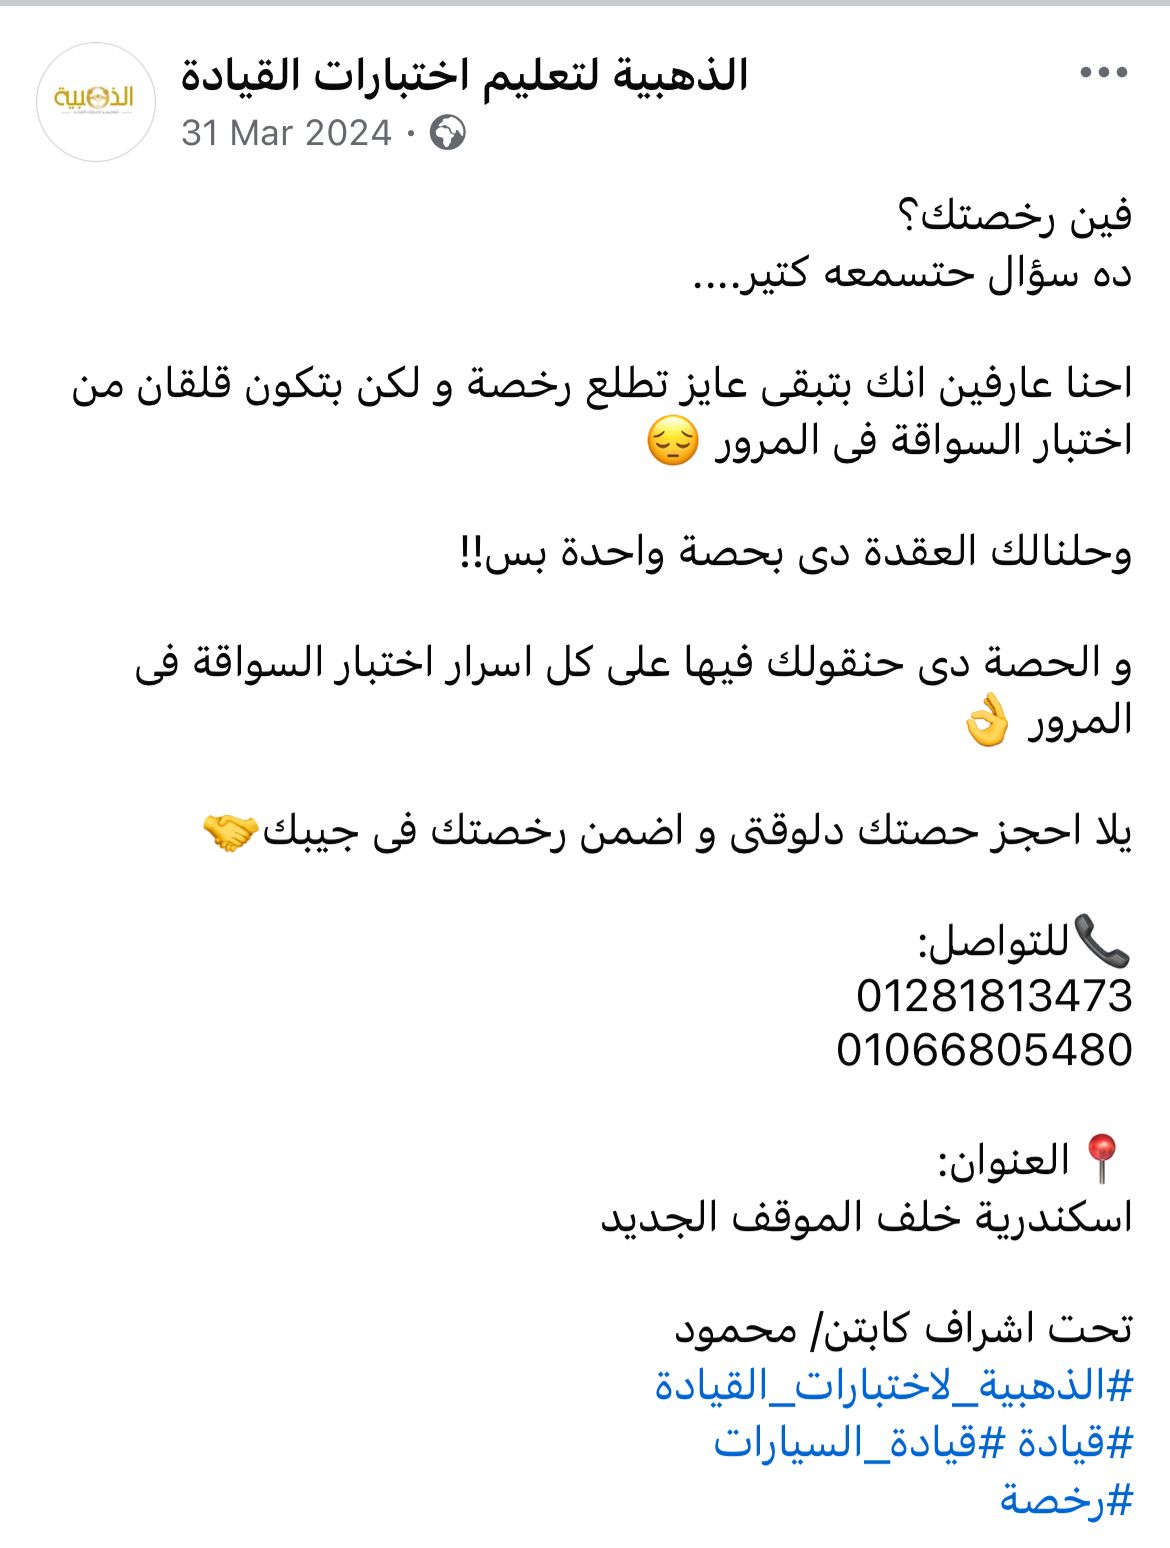 الذهبية لتعليم اختبارات القيادة
31 Mar 2024 ·
الذهبية
فين رخصتك؟
ده سؤال حتسمعه كتير....
احنا عارفين انك بتبقى عايز تطلع رخصة و لكن بتكون قلقان من
اختبار السواقة فى المرور 😔
وحلنالك العقدة دى بحصة واحدة بس!!
و الحصة دى حنقولك فيها على كل اسرار اختبار السواقة فى
المرور 👌
يلا احجز حصتك دلوقتى و اضمن رخصتك فى جيبك🤝
📞للتواصل:
01281813473
01066805480
📍العنوان:
اسكندرية خلف الموقف الجديد
تحت اشراف كابتن/ محمود
#الذهبية_لاختبارات_القيادة
#قيادة #قيادة_السيارات
#رخصة